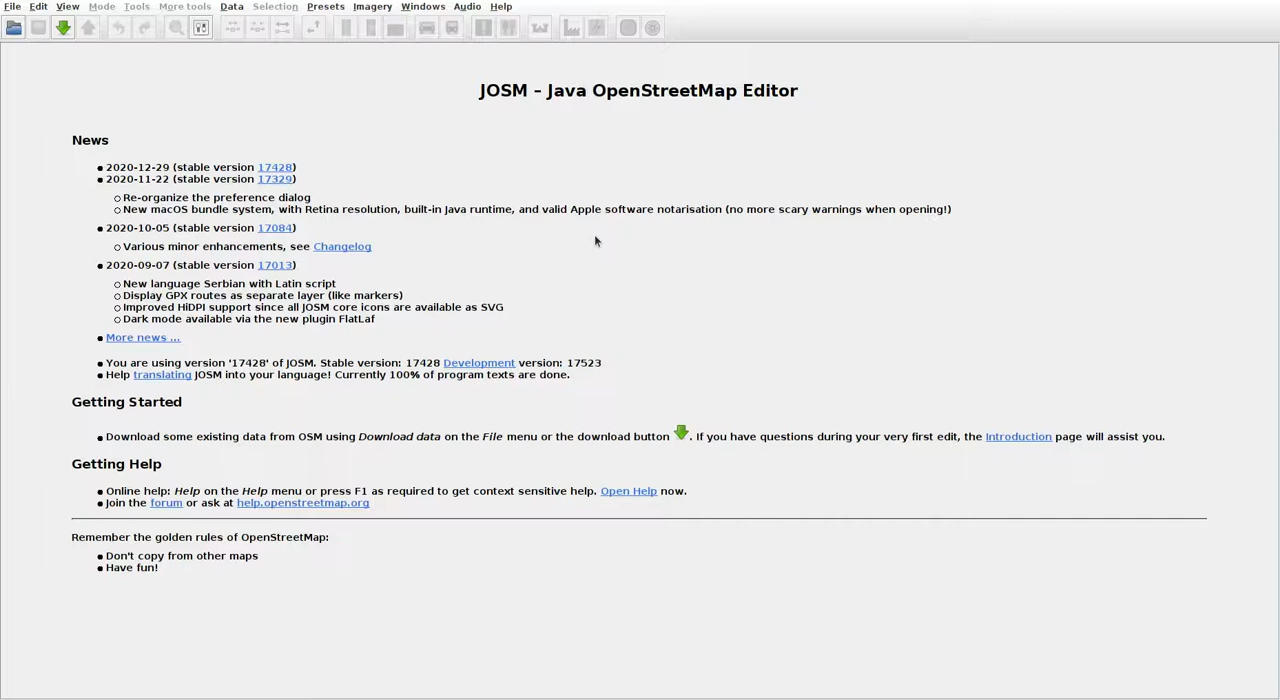 File Edit View Mode Tools More tools Data Selection Presets Imagery Windows Audio Help
JOSM – Java OpenStreetMap Editor
News
2020-12-29 (stable version 17428)
2020-11-22 (stable version 17329)
Re-organize the preference dialog
New macOS bundle system, with Retina resolution, built-in Java runtime, and valid Apple software notarisation (no more scary warnings when opening!)
2020-10-05 (stable version 17084)
Various minor enhancements, see Changelog
2020-09-07 (stable version 17013)
New language Serbian with Latin script
Display GPX routes as separate layer (like markers)
Improved HiDPI support since all JOSM core icons are available as SVG
Dark mode available via the new plugin FlatLaf
More news ...
You are using version '17428' of JOSM. Stable version: 17428 Development version: 17523
Help translating JOSM into your language! Currently 100% of program texts are done.
Getting Started
Download some existing data from OSM using Download data on the File menu or the download button . If you have questions during your very first edit, the Introduction page will assist you.
Getting Help
Online help: Help on the Help menu or press F1 as required to get context sensitive help. Open Help now.
Join the forum or ask at help.openstreetmap.org
Remember the golden rules of OpenStreetMap:
Don't copy from other maps
Have fun!